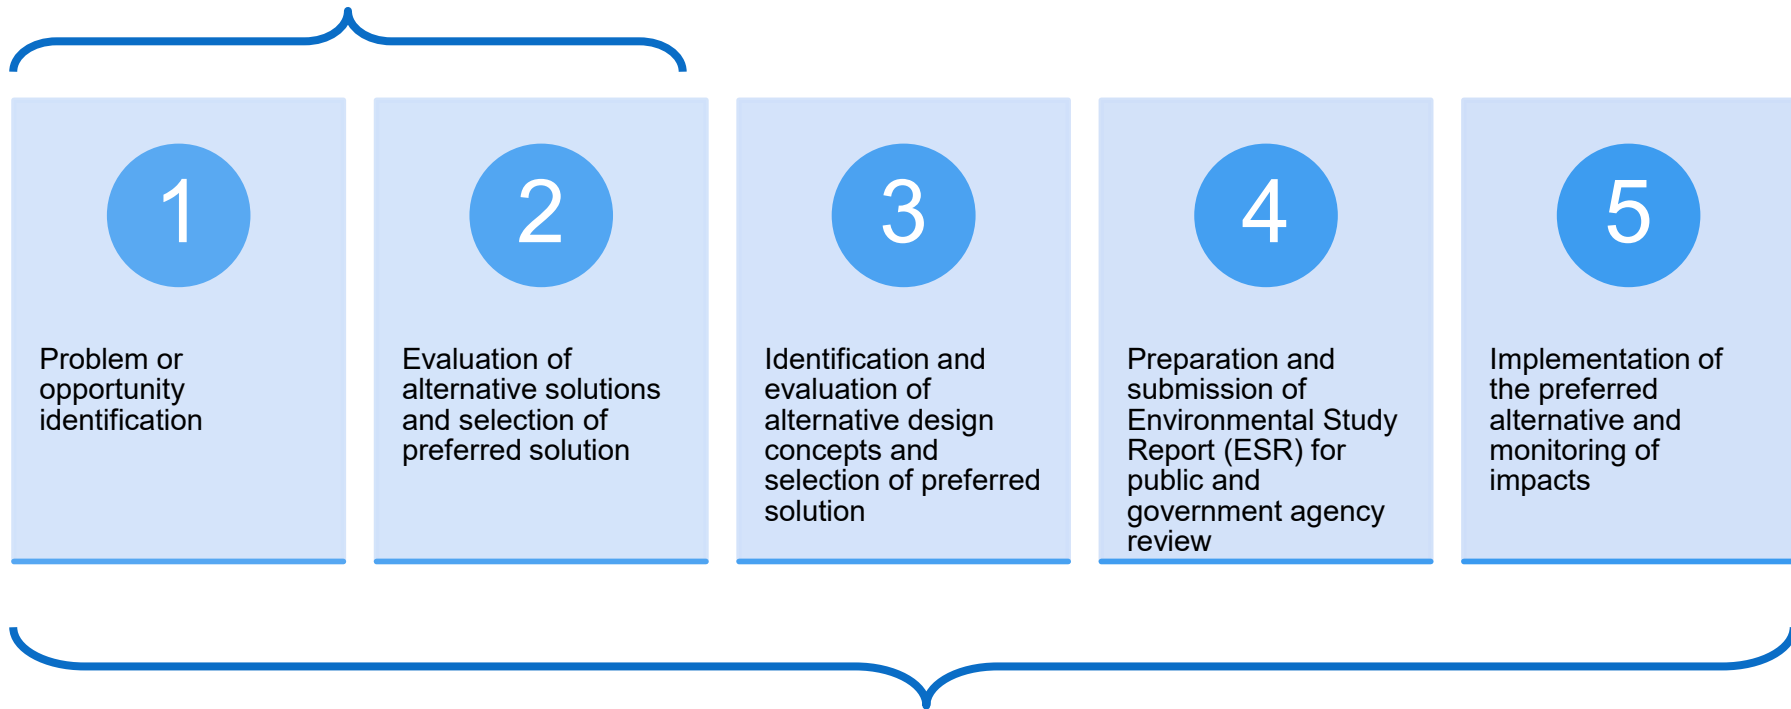 1
Problem or
opportunity
identification
2
Evaluation of
alternative solutions
and selection of
preferred solution
3
Identification and
evaluation of
alternative design
concepts and
selection of preferred
solution
4
Preparation and
submission of
Environmental Study
Report (ESR) for
public and
government agency
review
5
Implementation of
the preferred
alternative and
monitoring of
impacts